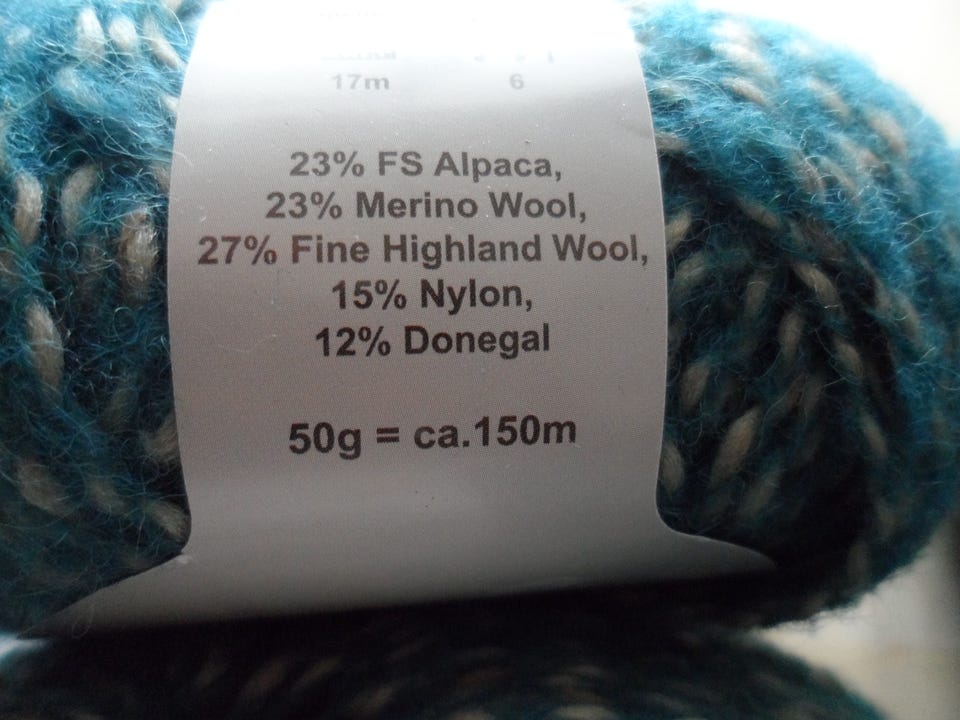 17m 6
23% FS Alpaca,
23% Merino Wool,
27% Fine Highland Wool,
15% Nylon,
12% Donegal
50g = ca.150m